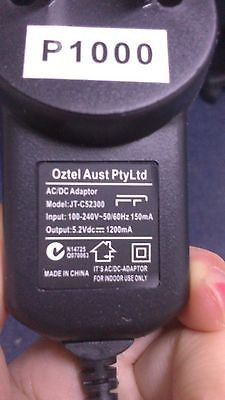 P1000
Oztel Aust PtyLtd
AC/DC Adaptor
Model:JT-C52300
Input: 100-240V~50/60Hz 150mA
Output:5.2Vdc⎓1200mA
N14725
Q070063
MADE IN CHINA
IT'S AC/DC-ADAPTOR
FOR INDOOR USE ONLY